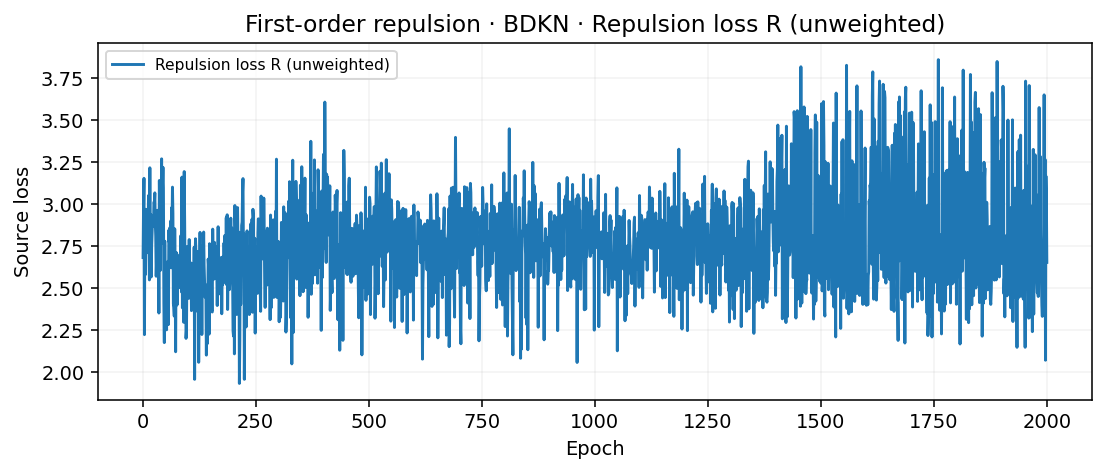 First-order repulsion · BDKN · Repulsion loss R (unweighted)
Repulsion loss R (unweighted)
Source loss
3.75
3.50
3.25
3.00
2.75
2.50
2.25
2.00
0 250 500 750 1000 1250 1500 1750 2000
Epoch